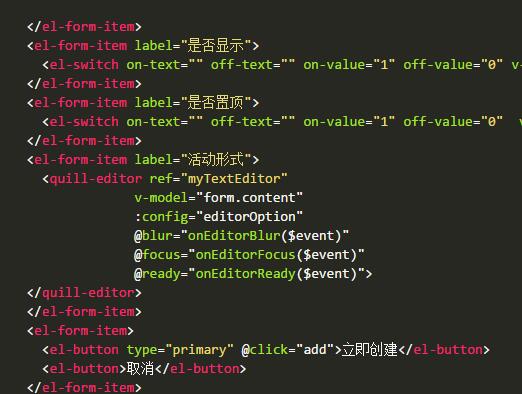 </el-form-item>
<el-form-item label="是否显示">
<el-switch on-text="" off-text="" on-value="1" off-value="0" v-
</el-form-item>
<el-form-item label="是否置顶">
<el-switch on-text="" off-text="" on-value="1" off-value="0"  v-
</el-form-item>
<el-form-item label="活动形式">
<quill-editor ref="myTextEditor"
v-model="form.content"
:config="editorOption"
@blur="onEditorBlur($event)"
@focus="onEditorFocus($event)"
@ready="onEditorReady($event)">
</quill-editor>
</el-form-item>
<el-form-item>
<el-button type="primary" @click="add">立即创建</el-button>
<el-button>取消</el-button>
</el-form-item>